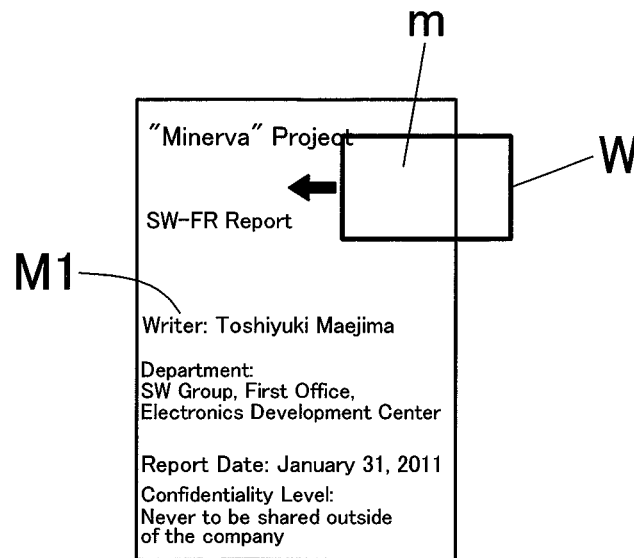 m
"Minerva" Project
W
SW-FR Report
M1
Writer: Toshiyuki Maejima
Department:
SW Group, First Office,
Electronics Development Center
Report Date: January 31, 2011
Confidentiality Level:
Never to be shared outside
of the company